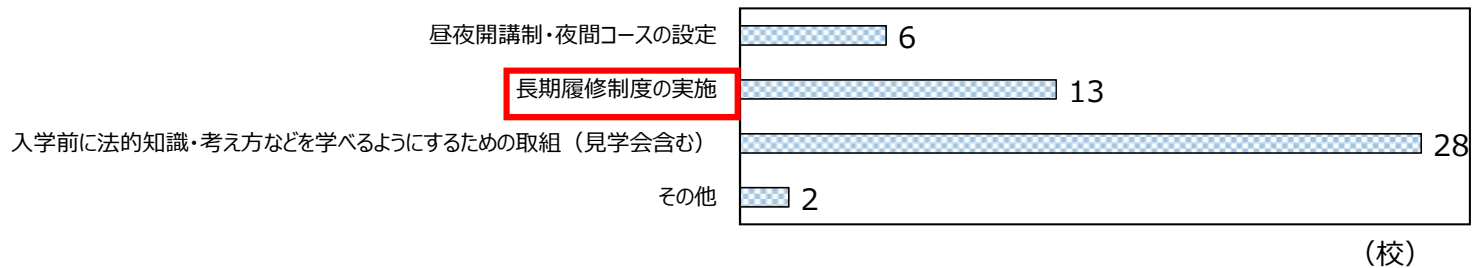 昼夜開講制・夜間コースの設定 6
長期履修制度の実施 13
入学前に法的知識・考え方などを学べるようにするための取組（見学会含む） 28
その他 2
（校）